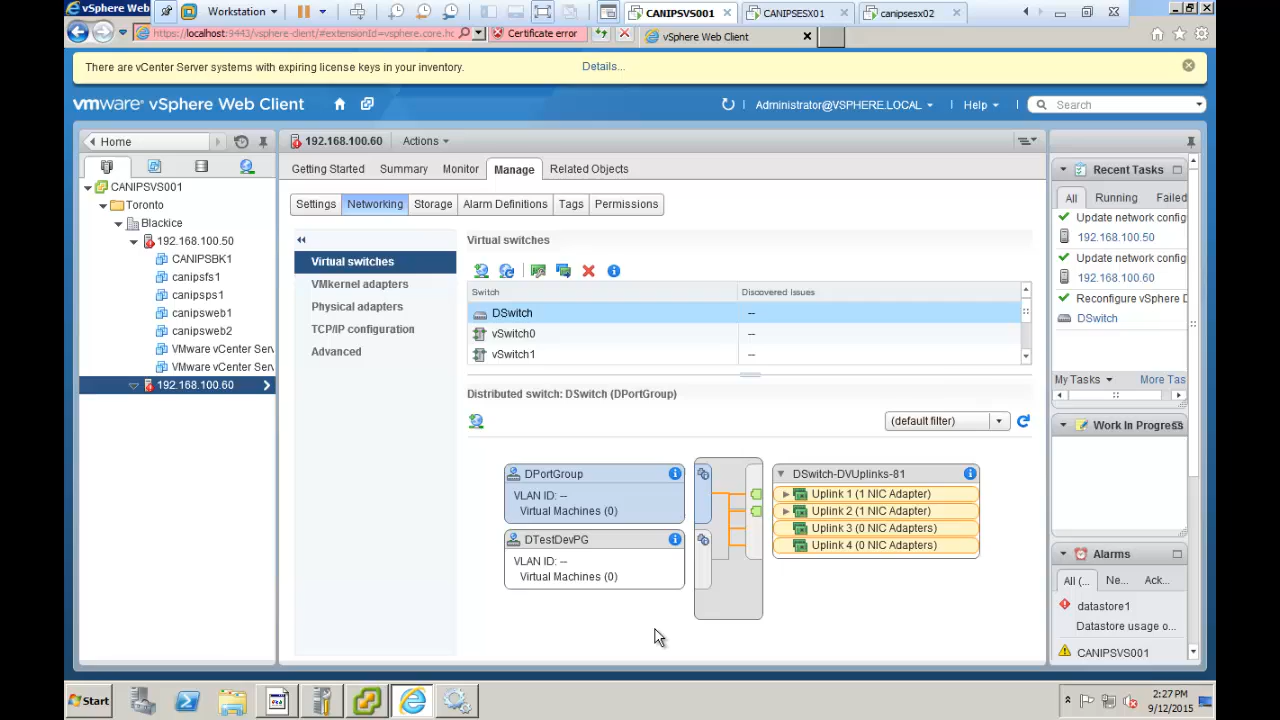 vSphere Web
Workstation
CANIPSVS001
CANIPSESX01
canipsesx02
https://localhost:9443/vsphere-client/#extensionId=vsphere.core.hc
Certificate error
vSphere Web Client
There are vCenter Server systems with expiring license keys in your inventory.
Details...
vmware vSphere Web Client
Administrator@VSPHERE.LOCAL
Help
Search
Home
192.168.100.60
Actions
Getting Started
Summary
Monitor
Manage
Related Objects
Settings
Networking
Storage
Alarm Definitions
Tags
Permissions
CANIPSVS001
Toronto
Blackice
192.168.100.50
CANIPSBK1
canipsfs1
canipsps1
canipsweb1
canipsweb2
VMware vCenter Serv
VMware vCenter Serv
192.168.100.60
Virtual switches
VMkernel adapters
Physical adapters
TCP/IP configuration
Advanced
Virtual switches
Switch
Discovered Issues
DSwitch
--
vSwitch0
--
vSwitch1
--
Distributed switch: DSwitch (DPortGroup)
(default filter)
DPortGroup
VLAN ID: --
Virtual Machines (0)
DTestDevPG
VLAN ID: --
Virtual Machines (0)
DSwitch-DVUplinks-81
Uplink 1 (1 NIC Adapter)
Uplink 2 (1 NIC Adapter)
Uplink 3 (0 NIC Adapters)
Uplink 4 (0 NIC Adapters)
Recent Tasks
All
Running
Failed
Update network config
192.168.100.50
Update network config
192.168.100.60
Reconfigure vSphere D
DSwitch
My Tasks
More Tas
Work In Progress
Alarms
All (...
Ne...
Ack...
datastore1
Datastore usage o...
CANIPSVS001
Start
2:27 PM
9/12/2015